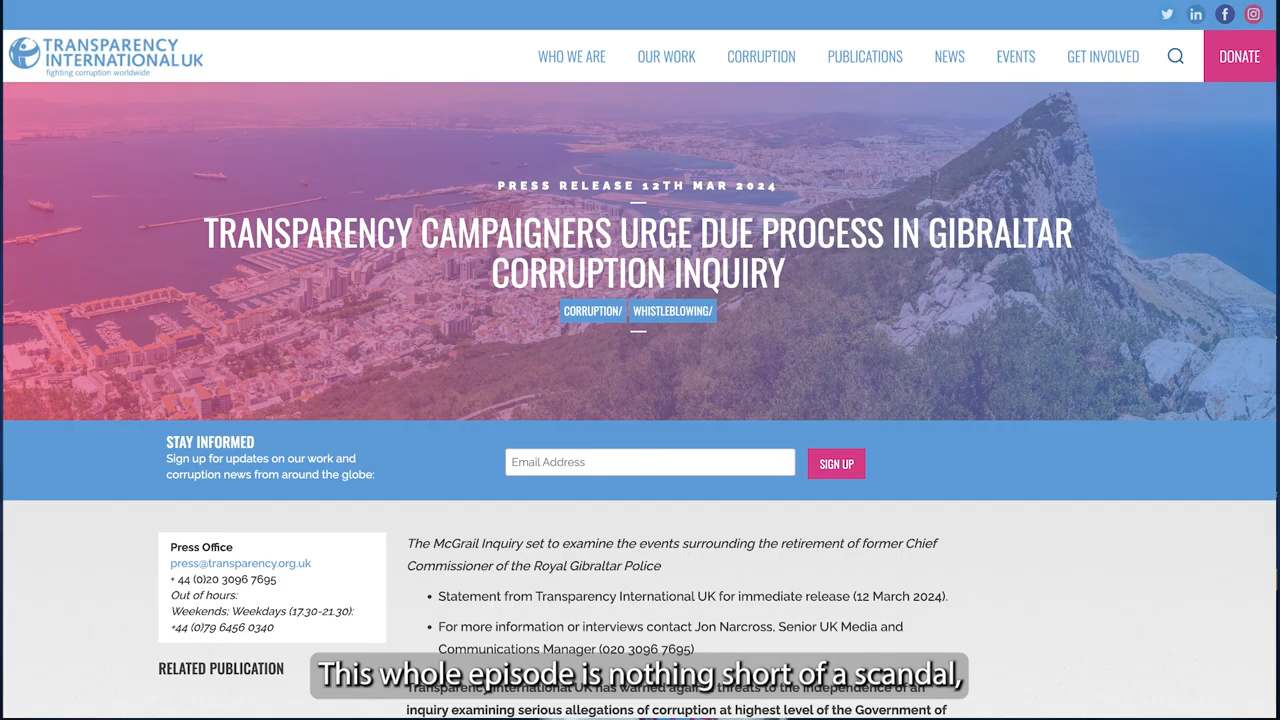 TRANSPARENCY
INTERNATIONAL UK
fighting corruption worldwide
WHO WE ARE
OUR WORK
CORRUPTION
PUBLICATIONS
NEWS
EVENTS
GET INVOLVED
DONATE
PRESS RELEASE 12TH MAR 2024
TRANSPARENCY CAMPAIGNERS URGE DUE PROCESS IN GIBRALTAR
CORRUPTION INQUIRY
CORRUPTION/ WHISTLEBLOWING/
STAY INFORMED
Sign up for updates on our work and
corruption news from around the globe:
Email Address
SIGN UP
Press Office
press@transparency.org.uk
+ 44 (0)20 3096 7695
Out of hours:
Weekends; Weekdays (17.30-21.30):
+44 (0)79 6456 0340
RELATED PUBLICATION
The McGrail Inquiry set to examine the events surrounding the retirement of former Chief
Commissioner of the Royal Gibraltar Police
• Statement from Transparency International UK for immediate release (12 March 2024).
• For more information or interviews contact Jon Narcross, Senior UK Media and
Communications Manager (020 3096 7695)
This whole episode is nothing short of a scandal,
Transparency International UK has warned against threats to the independence of an
inquiry examining serious allegations of corruption at highest level of the Government of